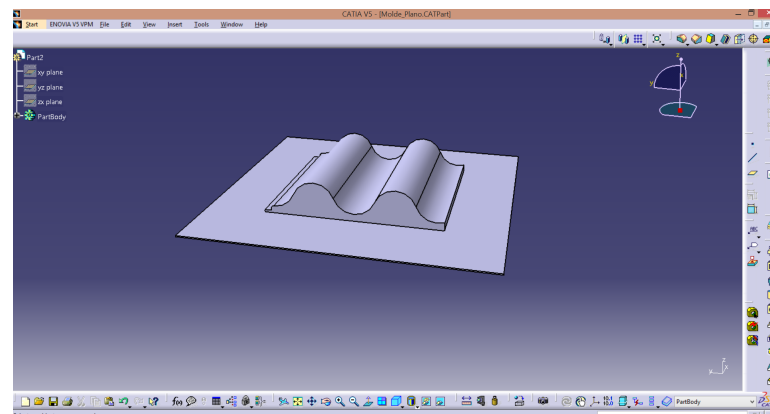 CATIA V5 - [Molde_Plano.CATPart]
Start ENOVIA V5 VPM File Edit View Insert Tools Window Help
Part2
xy plane
yz plane
zx plane
PartBody
z
y
x
z
x
PartBody